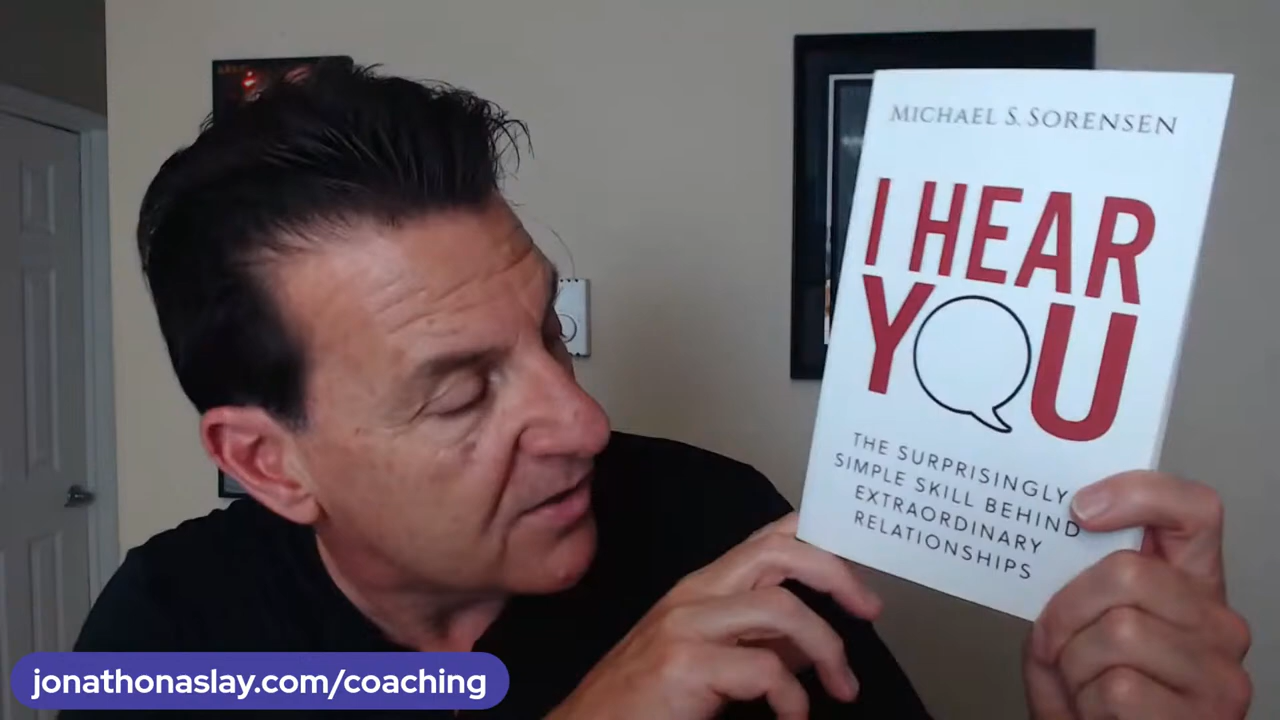 MICHAEL S. SORENSEN
I HEAR
YOU
THE SURPRISINGLY
SIMPLE SKILL BEHIND
EXTRAORDINARY
RELATIONSHIPS
jonathonaslay.com/coaching